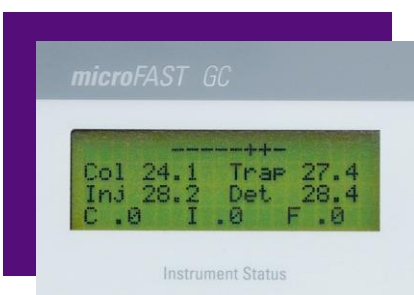 microFAST GC
-----++-
Col 24.1 Trap 27.4
Inj 28.2 Det 28.4
C .0 I .0 F .0
Instrument Status